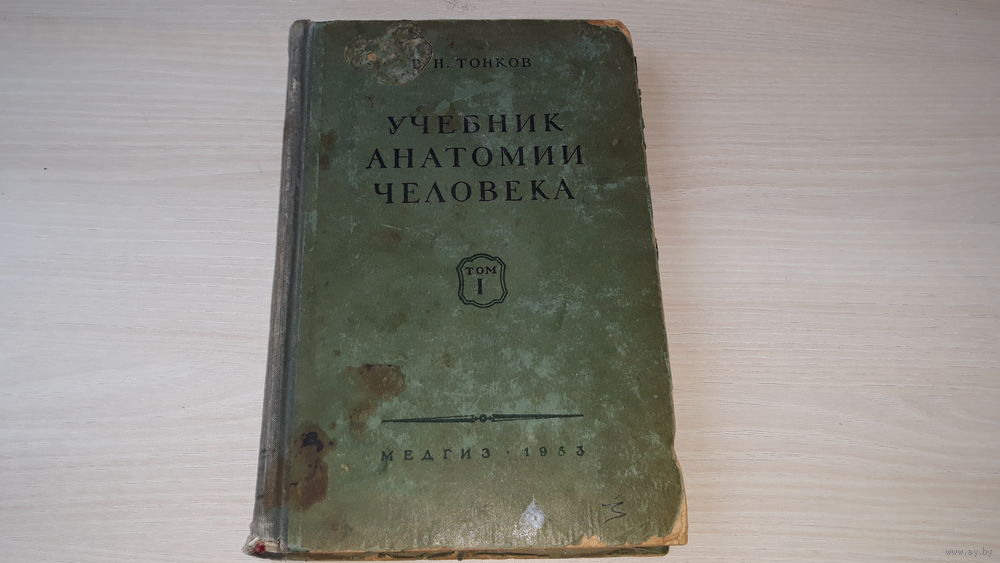 В. Н. ТОНКОВ
УЧЕБНИК
АНАТОМИИ
ЧЕЛОВЕКА
ТОМ
I
МЕДГИЗ · 1953
www.ay.by